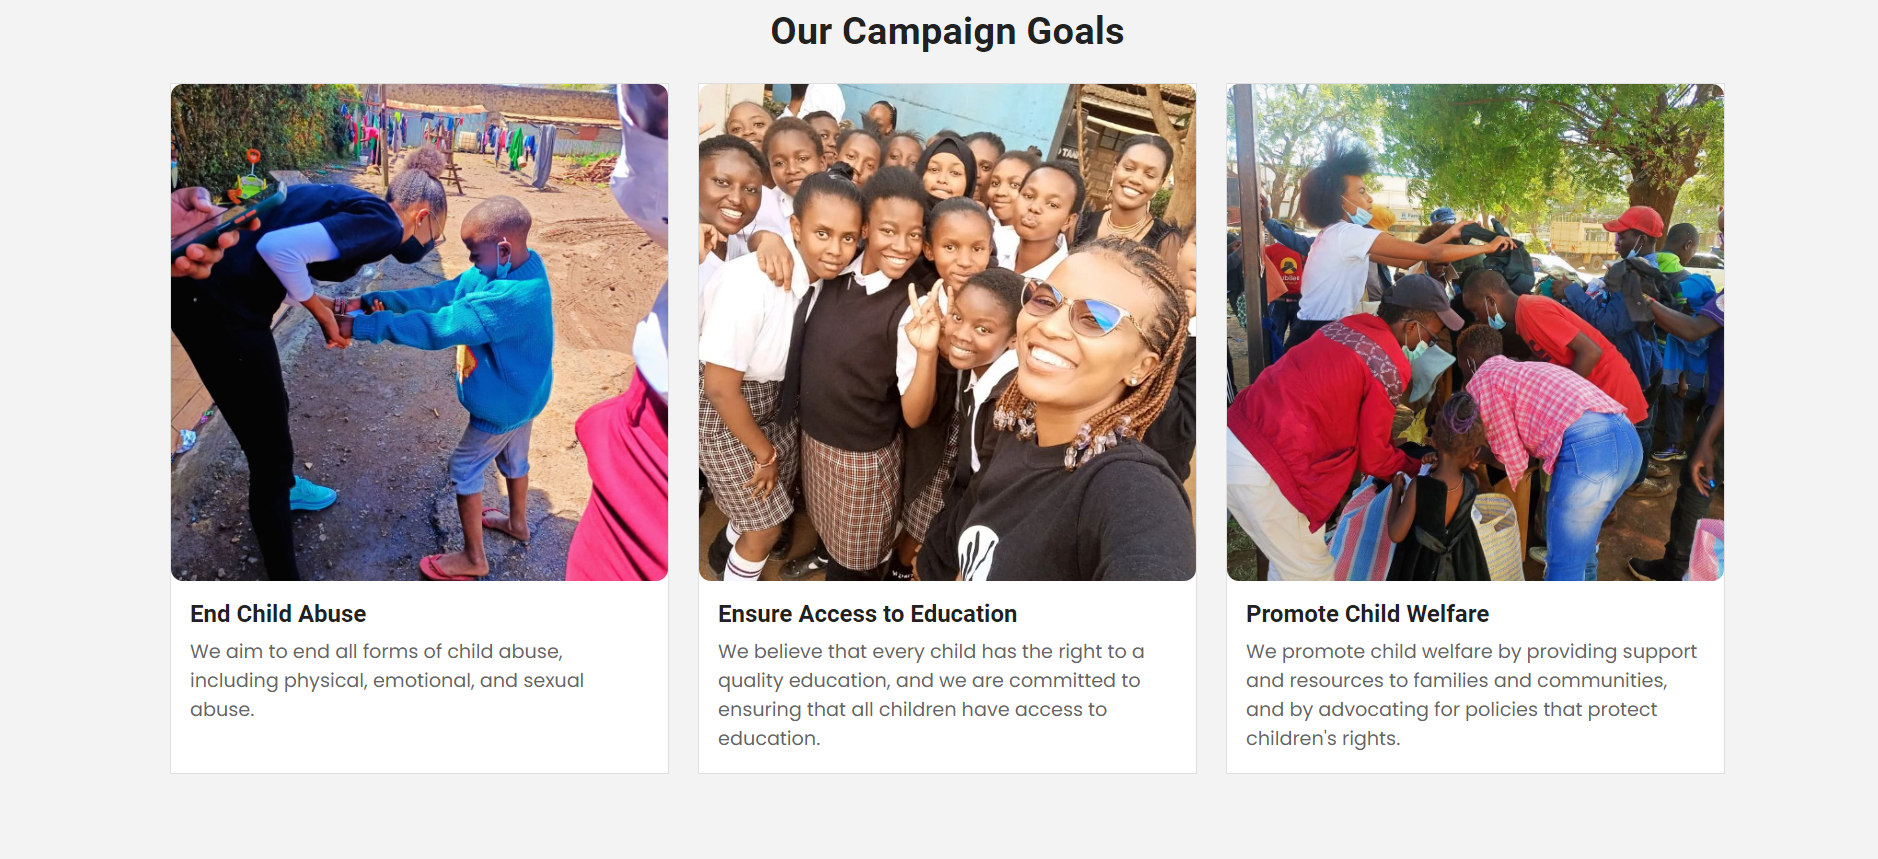 Our Campaign Goals
End Child Abuse
We aim to end all forms of child abuse,
including physical, emotional, and sexual
abuse.
Ensure Access to Education
We believe that every child has the right to a
quality education, and we are committed to
ensuring that all children have access to
education.
Promote Child Welfare
We promote child welfare by providing support
and resources to families and communities,
and by advocating for policies that protect
children's rights.